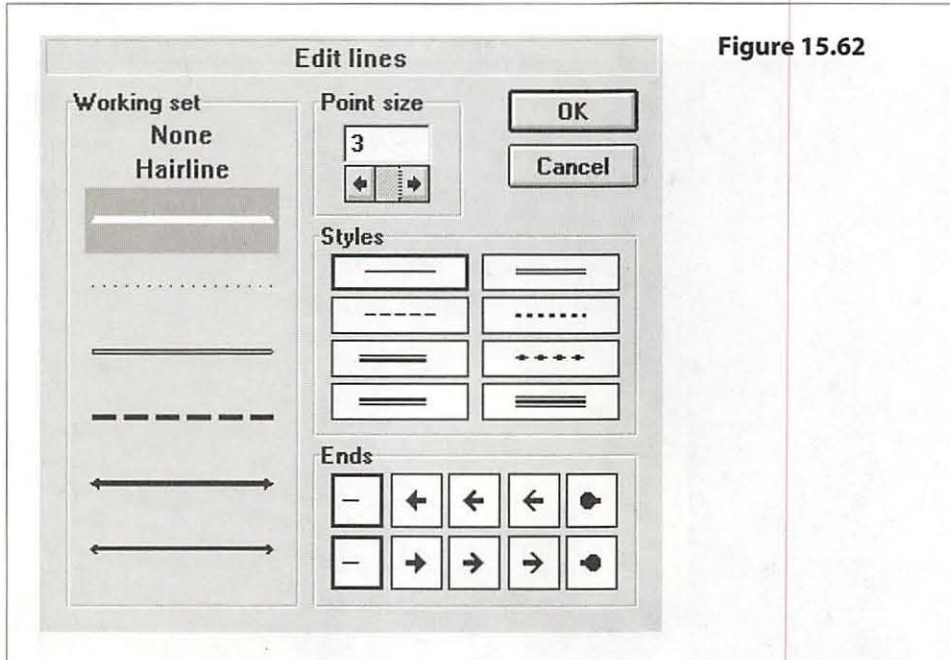 Figure 15.62
Edit lines
Working set
None
Hairline
Point size
3
OK
Cancel
Styles
Ends